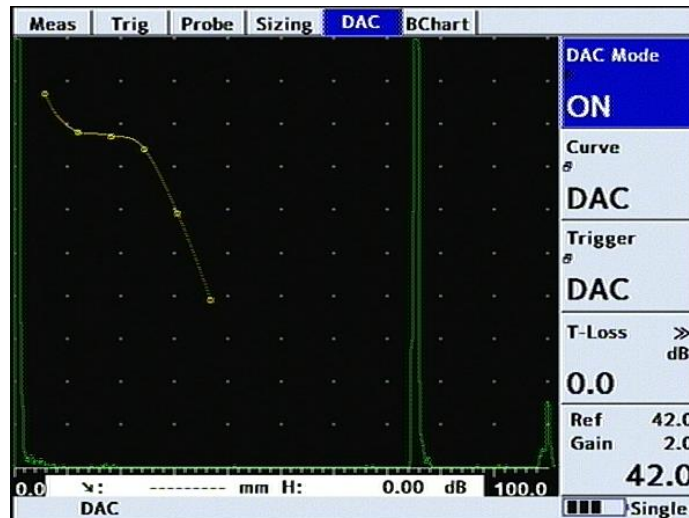 Meas Trig Probe Sizing DAC BChart
DAC Mode
ON
Curve
DAC
Trigger
DAC
T-Loss »
dB
0.0
Ref 42.0
Gain 2.0
42.0
0.0 ↘: --------- mm H: 0.00 dB 100.0
DAC Single